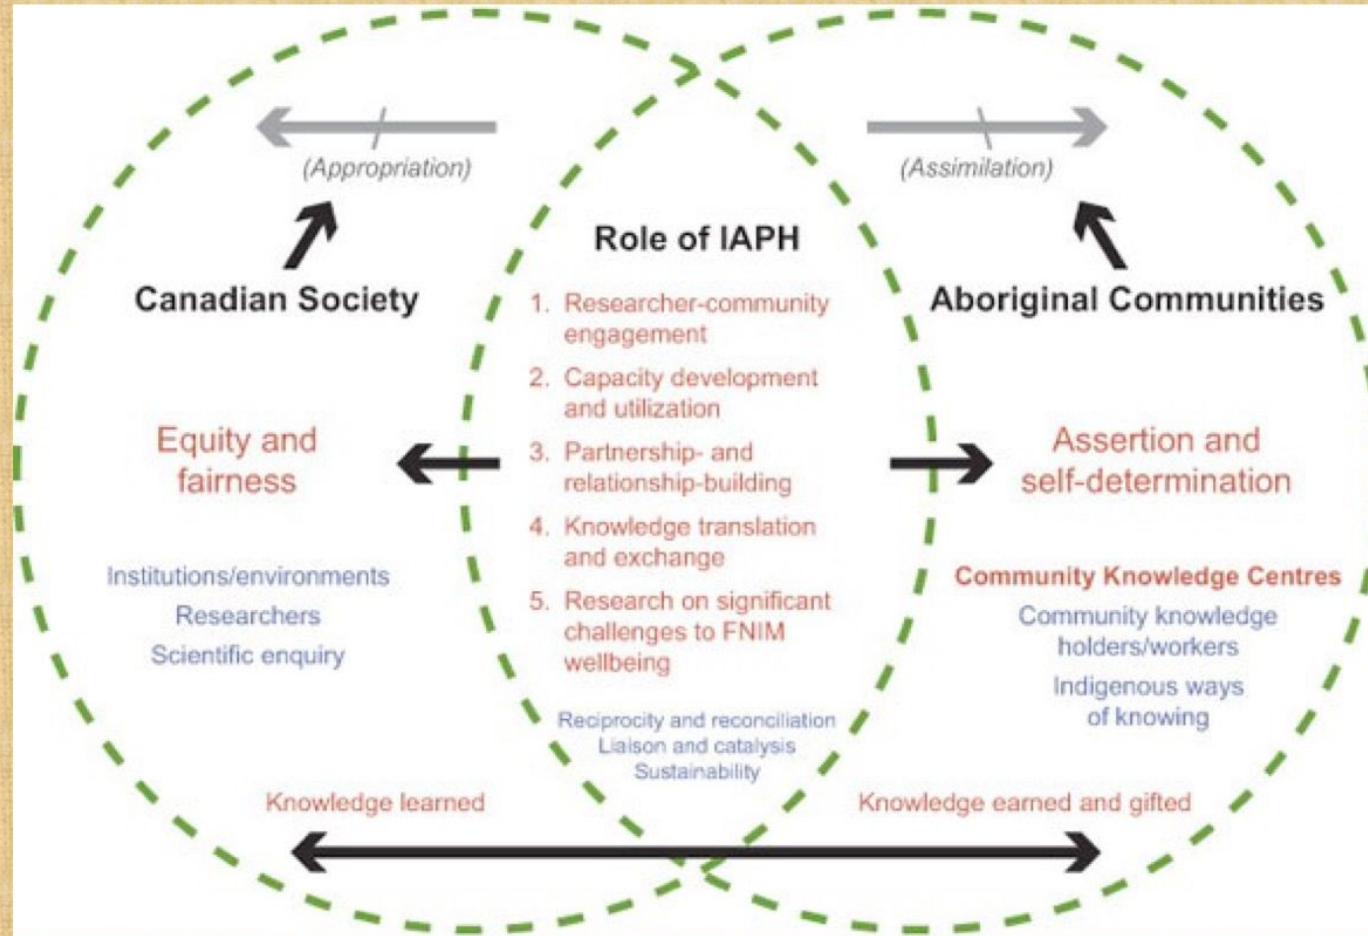 (Appropriation)
(Assimilation)
Canadian Society
Equity and
fairness
Institutions/environments
Researchers
Scientific enquiry
Role of IAPH
1. Researcher-community
engagement
2. Capacity development
and utilization
3. Partnership- and
relationship-building
4. Knowledge translation
and exchange
5. Research on significant
challenges to FNIM
wellbeing
Reciprocity and reconciliation
Liaison and catalysis
Sustainability
Aboriginal Communities
Assertion and
self-determination
Community Knowledge Centres
Community knowledge
holders/workers
Indigenous ways
of knowing
Knowledge learned
Knowledge earned and gifted